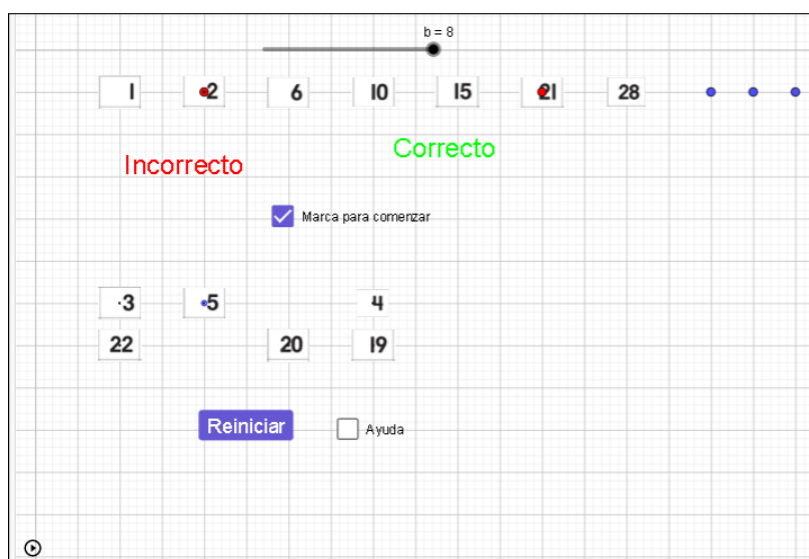 b = 8
1 2 6 10 15 21 28
Correcto
Incorrecto
Marca para comenzar
3 5 4
22 20 19
Reiniciar Ayuda